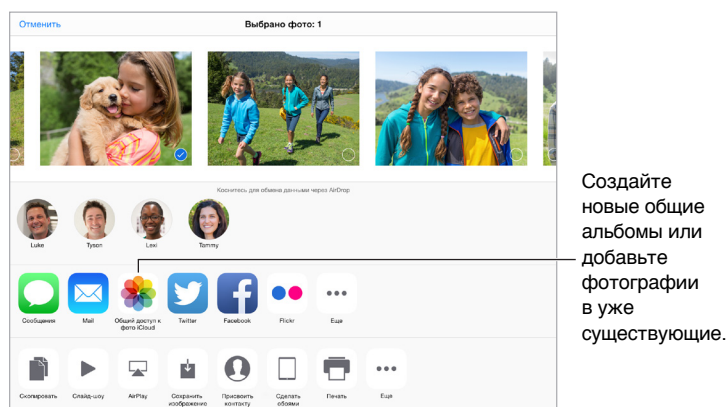 Отменить
Выбрано фото: 1
Коснитесь для обмена данными через AirDrop
Luke
Tyson
Lexi
Tammy
Сообщения
Mail
Общий доступ к
фото iCloud
Twitter
Facebook
Flickr
Еще
Скопировать
Слайд-шоу
AirPlay
Сохранить
изображение
Присвоить
контакту
Сделать
обоями
Печать
Еще
Создайте
новые общие
альбомы или
добавьте
фотографии
в уже
существующие.